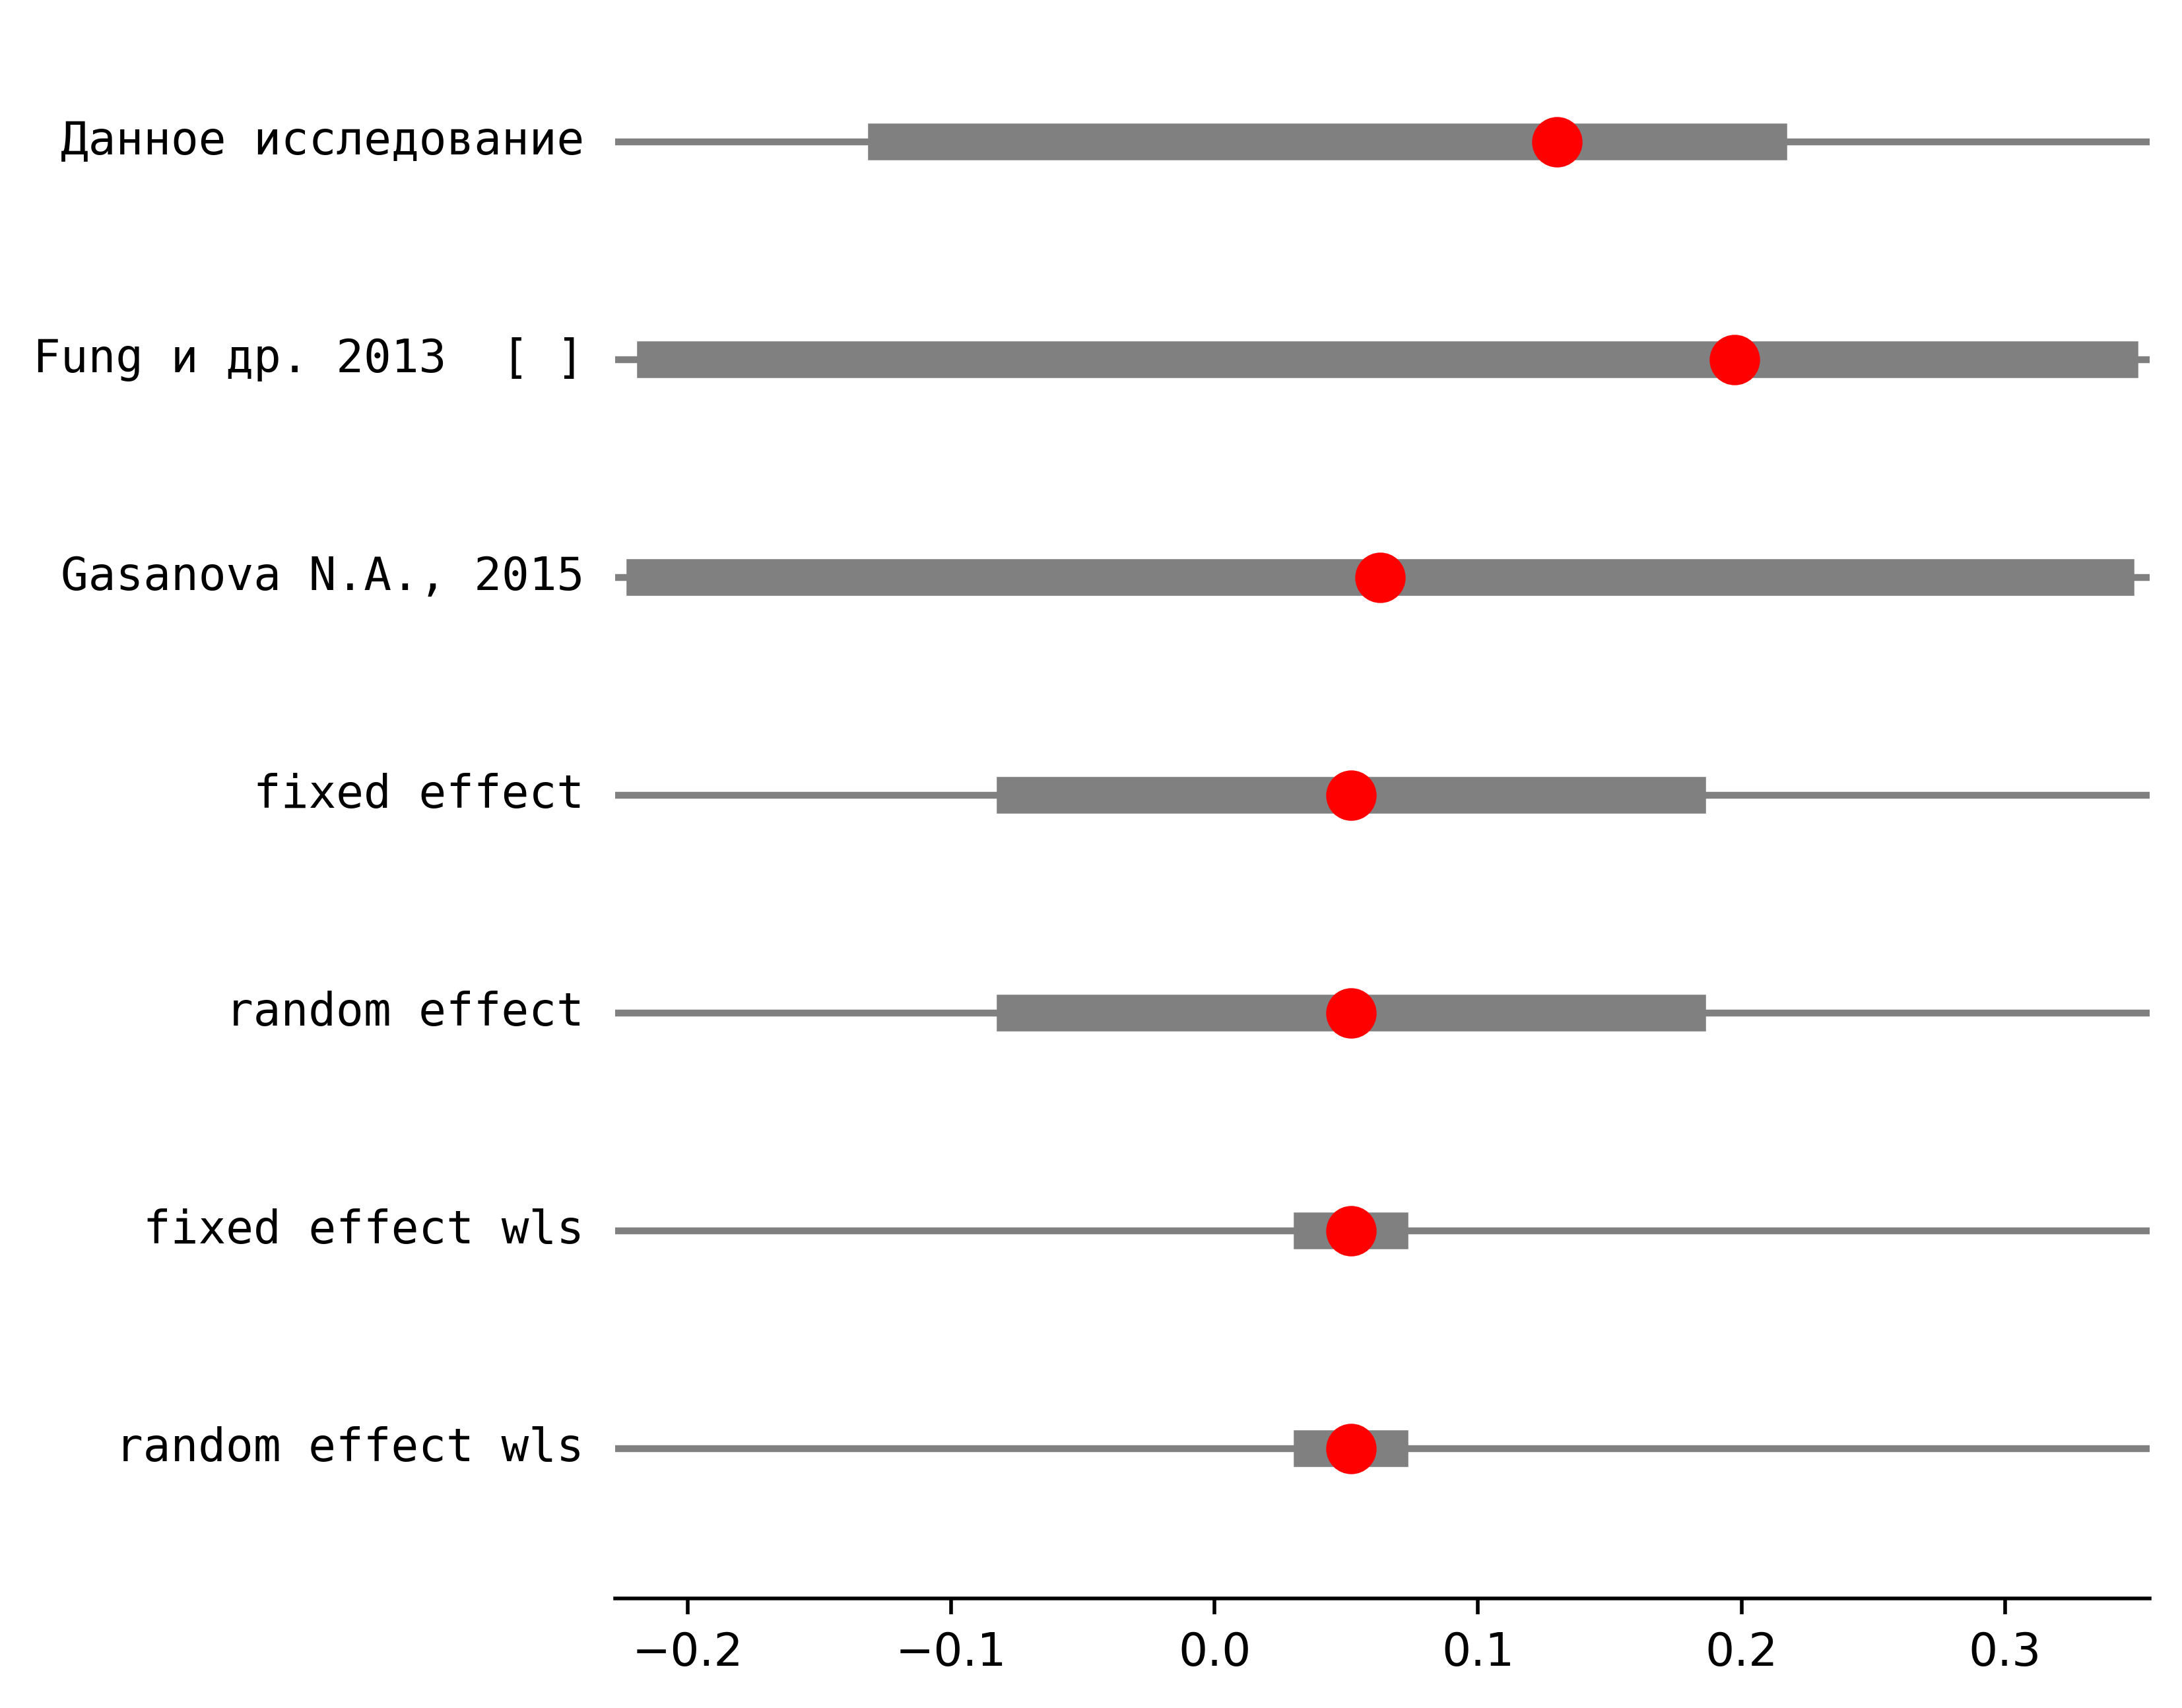 Данное исследование
Fung и др. 2013  [ ]
Gasanova N.A., 2015
fixed effect
random effect
fixed effect wls
random effect wls
−0.2 −0.1 0.0 0.1 0.2 0.3